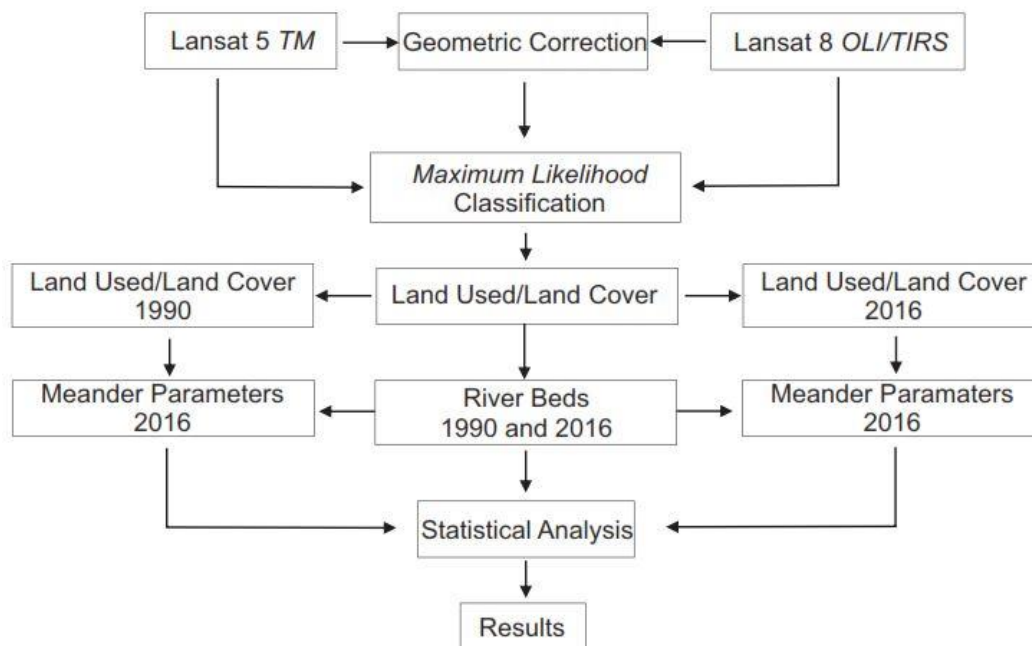 Lansat 5 TM
Geometric Correction
Lansat 8 OLI/TIRS
Maximum Likelihood
Classification
Land Used/Land Cover
1990
Land Used/Land Cover
Land Used/Land Cover
2016
Meander Parameters
2016
River Beds
1990 and 2016
Meander Paramaters
2016
Statistical Analysis
Results